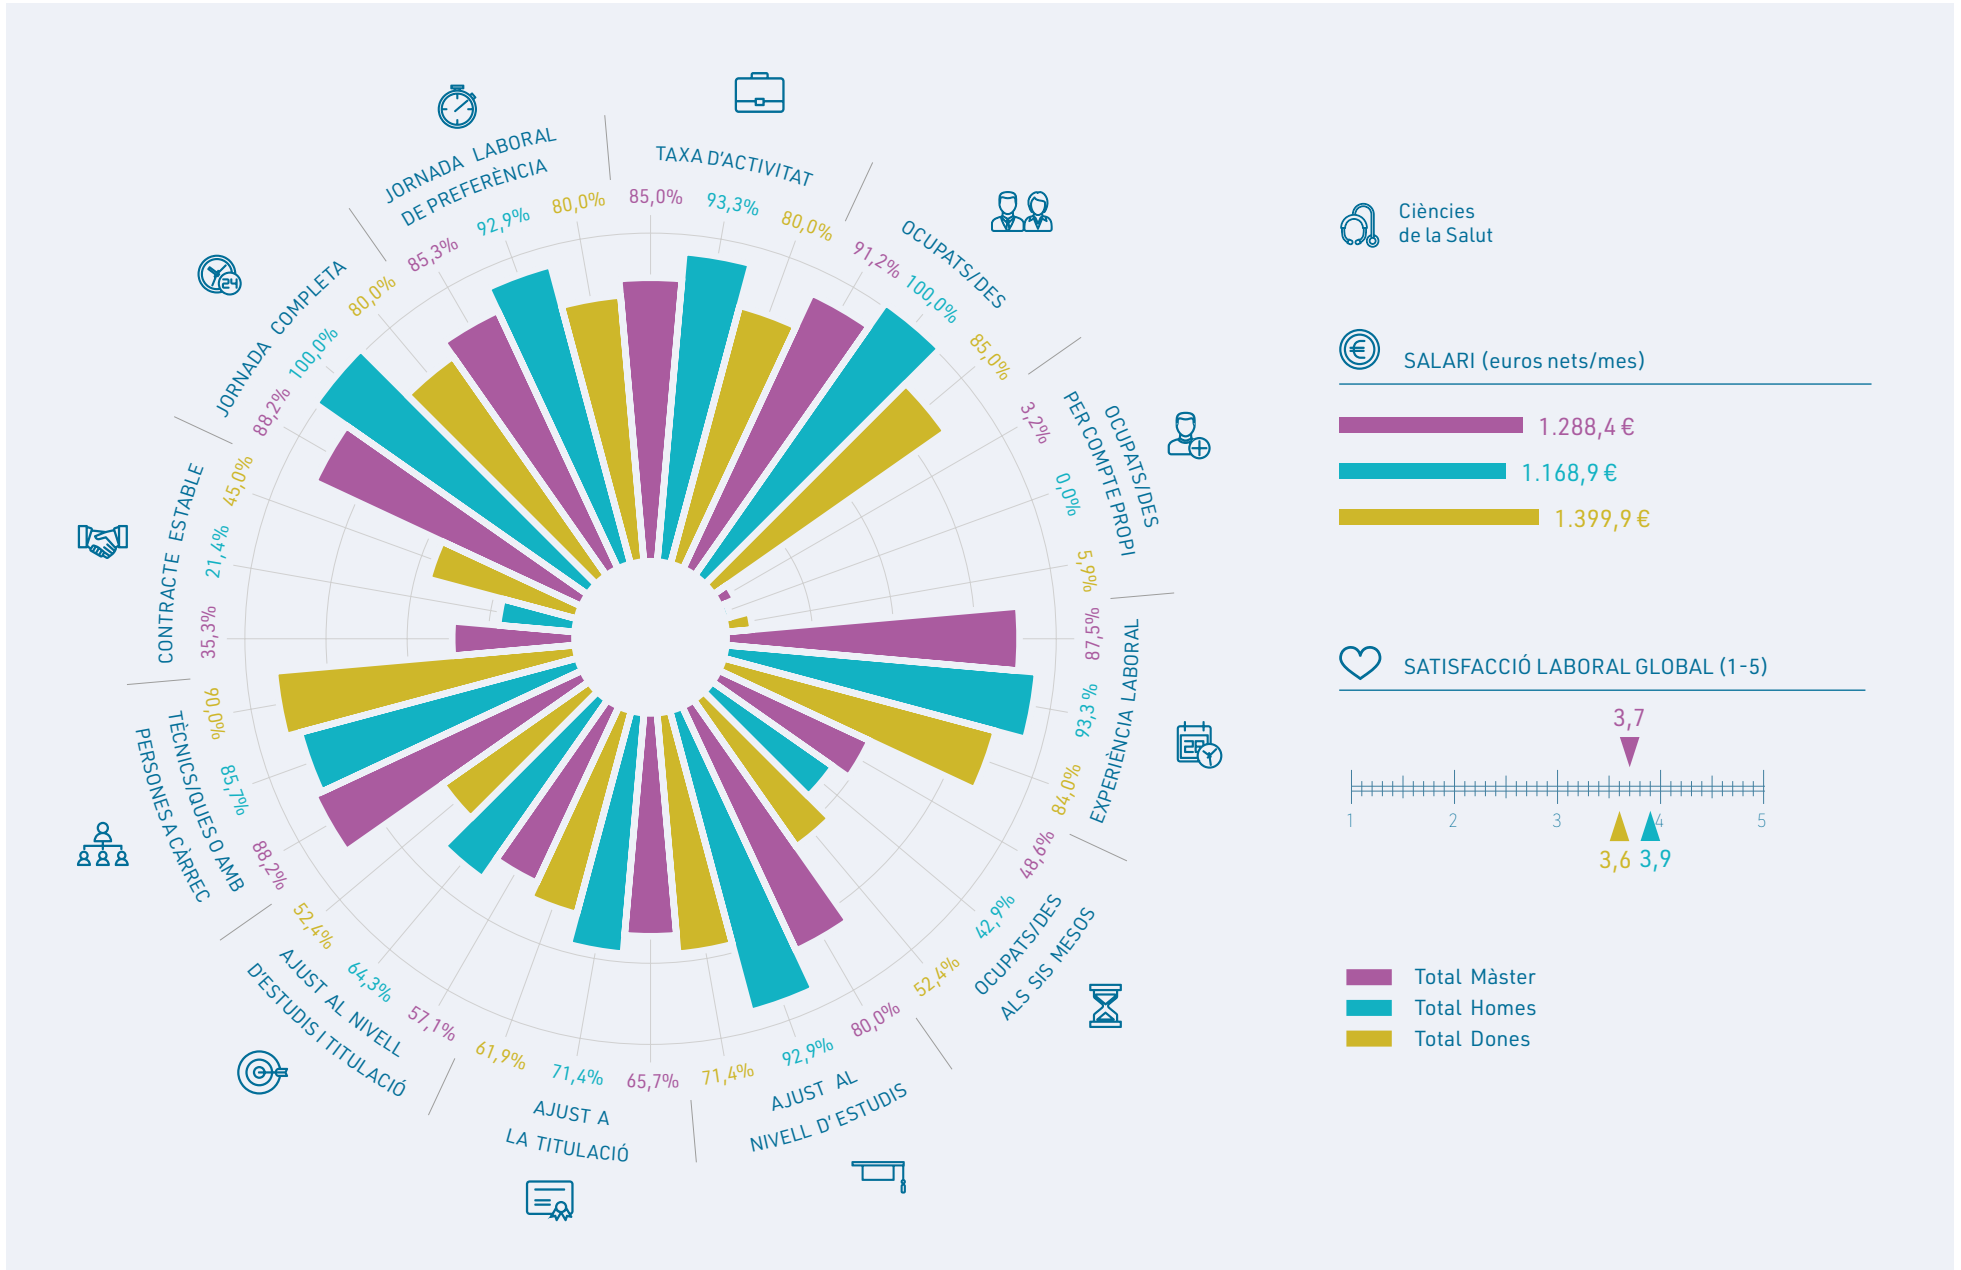 TAXA D'ACTIVITAT
85,0%
93,3%
80,0%
OCUPATS/DES
91,2%
100,0%
85,0%
OCUPATS/DES
PER COMPTE PROPI
3,2%
0,0%
5,9%
EXPERIÈNCIA LABORAL
87,5%
93,3%
84,0%
OCUPATS/DES
ALS SIS MESOS
48,6%
42,9%
52,4%
AJUST AL
NIVELL D'ESTUDIS
80,0%
92,9%
71,4%
AJUST A
LA TITULACIÓ
65,7%
71,4%
61,9%
AJUST AL NIVELL
D'ESTUDIS I TITULACIÓ
57,1%
64,3%
52,4%
TÈCNICS/QUES O AMB
PERSONES A CÀRREC
88,2%
85,7%
90,0%
CONTRACTE ESTABLE
35,3%
21,4%
45,0%
JORNADA COMPLETA
24
88,2%
100,0%
80,0%
JORNADA LABORAL
DE PREFERÈNCIA
85,3%
92,9%
80,0%
Ciències
de la Salut
€
SALARI (euros nets/mes)
1.288,4 €
1.168,9 €
1.399,9 €
SATISFACCIÓ LABORAL GLOBAL (1-5)
3,7
1 2 3 4 5
3,6 3,9
Total Màster
Total Homes
Total Dones